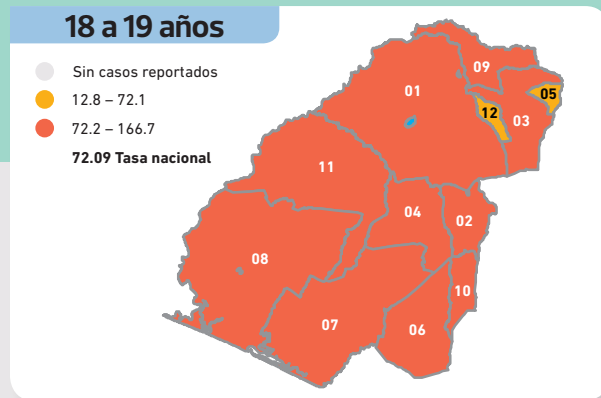 18 a 19 años
Sin casos reportados
12.8 – 72.1
72.2 – 166.7
72.09 Tasa nacional
09
01
05
12
03
11
04
02
08
10
07
06